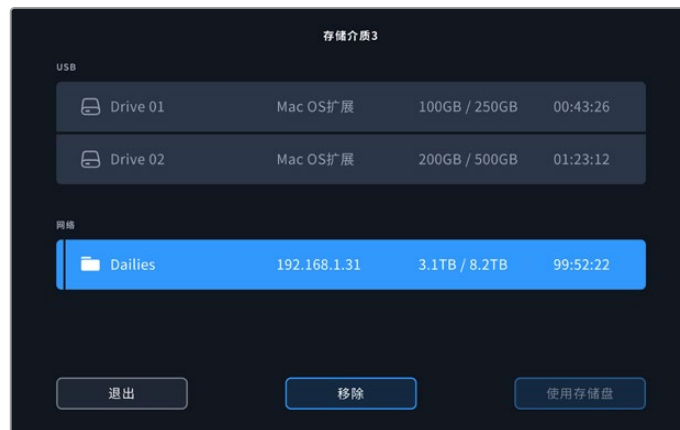 存储介质3
USB
Drive 01 Mac OS扩展 100GB / 250GB 00:43:26
Drive 02 Mac OS扩展 200GB / 500GB 01:23:12
网络
Dailies 192.168.1.31 3.1TB / 8.2TB 99:52:22
退出 移除 使用存储盘